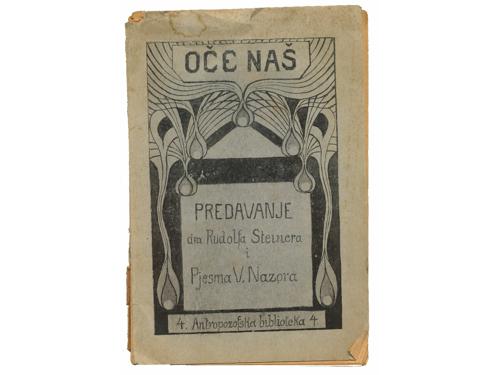 OČE NAŠ
PREDAVANJE
dra Rudolfa Steinera
i
Pjesma V. Nazora
4. Antropozofska biblioteka 4.